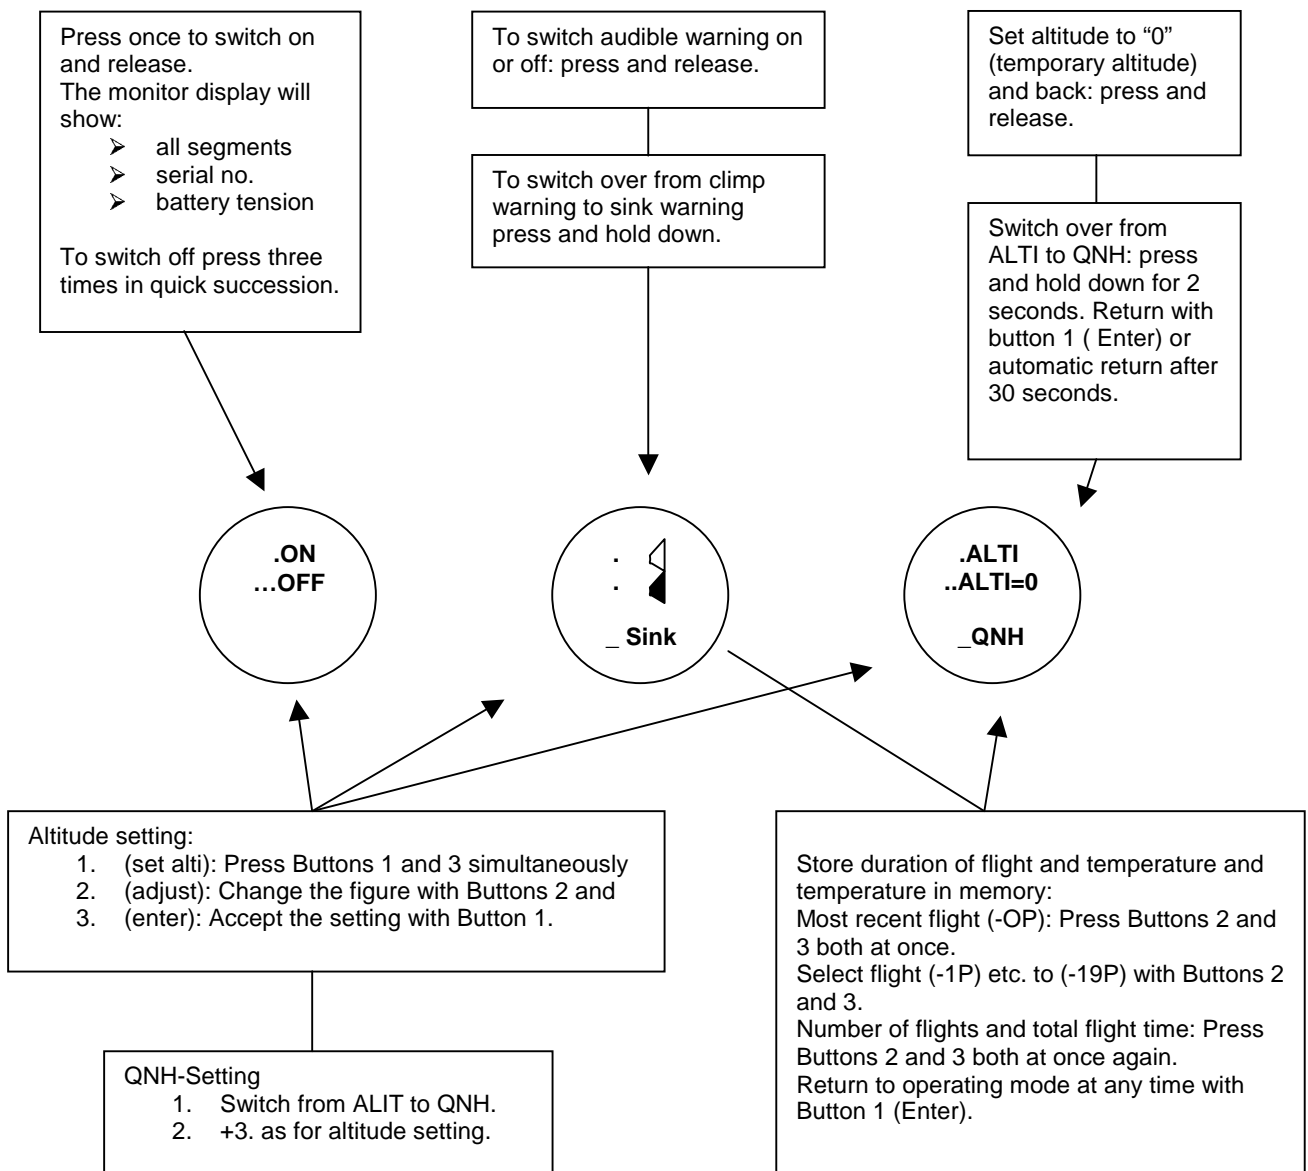 Press once to switch on
and release.
The monitor display will
show:
➢ all segments
➢ serial no.
➢ battery tension
To switch off press three
times in quick succession.
To switch audible warning on
or off: press and release.
To switch over from climp
warning to sink warning
press and hold down.
Set altitude to “0”
(temporary altitude)
and back: press and
release.
Switch over from
ALTI to QNH: press
and hold down for 2
seconds. Return with
button 1 ( Enter) or
automatic return after
30 seconds.
.ON
...OFF
.
.
_ Sink
.ALTI
..ALTI=0
_QNH
Altitude setting:
1. (set alti): Press Buttons 1 and 3 simultaneously
2. (adjust): Change the figure with Buttons 2 and
3. (enter): Accept the setting with Button 1.
QNH-Setting
1. Switch from ALIT to QNH.
2. +3. as for altitude setting.
Store duration of flight and temperature and
temperature in memory:
Most recent flight (-OP): Press Buttons 2 and
3 both at once.
Select flight (-1P) etc. to (-19P) with Buttons 2
and 3.
Number of flights and total flight time: Press
Buttons 2 and 3 both at once again.
Return to operating mode at any time with
Button 1 (Enter).